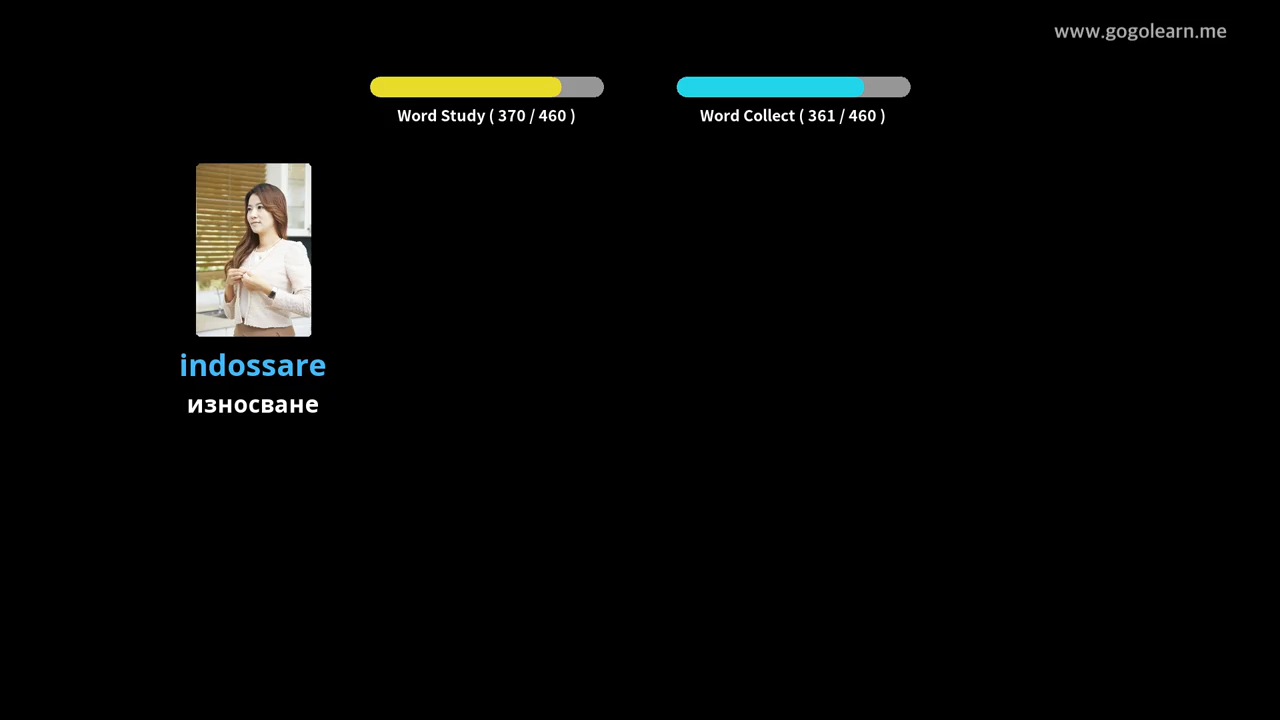 www.gogolearn.me
Word Study ( 370 / 460 )
Word Collect ( 361 / 460 )
indossare
износване